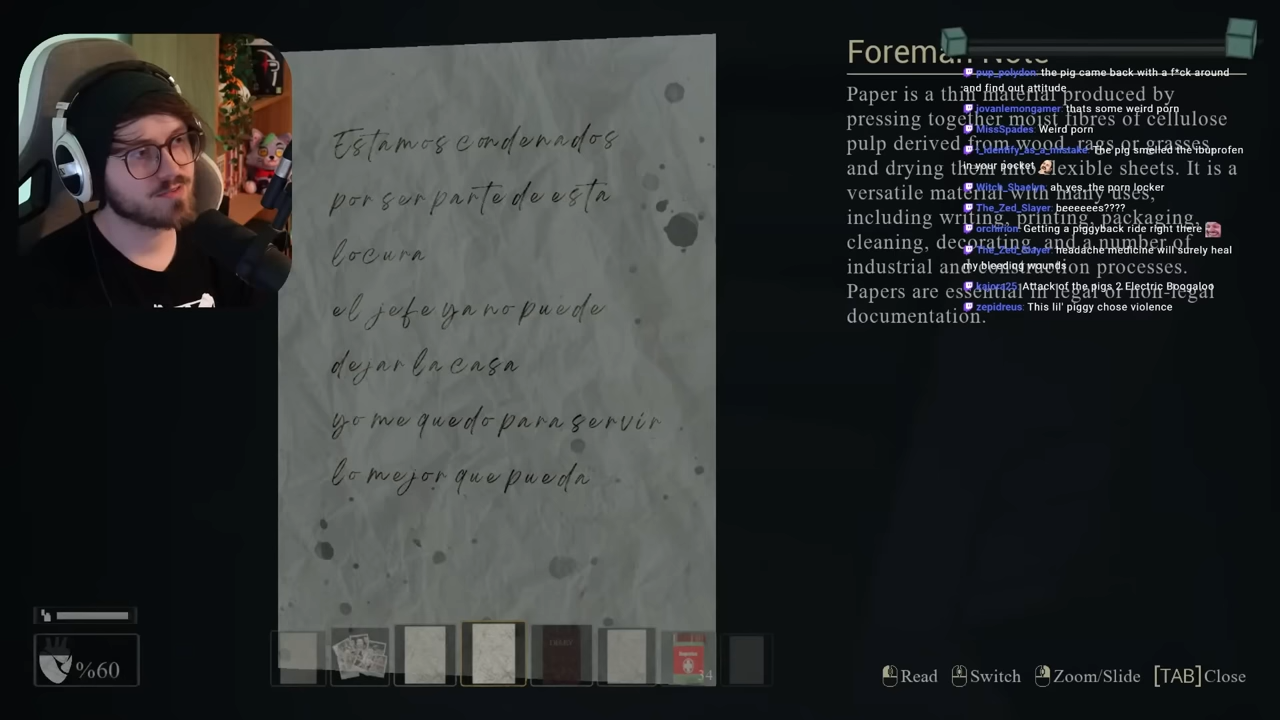 Estamos condenados
por ser parte de esta
locura
el jefe ya no puede
dejar la casa
yo me quedo para servir
lo mejor que pueda
Foreman Note
Paper is a thin material produced by
pressing together moist fibres of cellulose
pulp derived from wood, rags or grasses,
and drying them into flexible sheets. It is a
versatile material with many uses,
including writing, printing, packaging,
cleaning, decorating, and a number of
industrial and construction processes.
Papers are essential in legal or non-legal
documentation.
pup_polydon: the pig came back with a f*ck around
and find out attitude
jovanlemongamer: thats some weird porn
MissSpades: Weird porn
i_identify_as_a_mistake: The pig smelled the ibuprofen
in your pocket
Witch_Shaelyn: ah yes, the porn locker
The_Zed_Slayer: beeeeees????
orchrion: Getting a piggyback ride right there
The_Zed_Slayer: headache medicine will surely heal
my bleeding wounds
kajora25: Attack of the pigs 2 Electric Boogaloo
zepidreus: This lil' piggy chose violence
%60
34
Read
Switch
Zoom/Slide
[TAB] Close